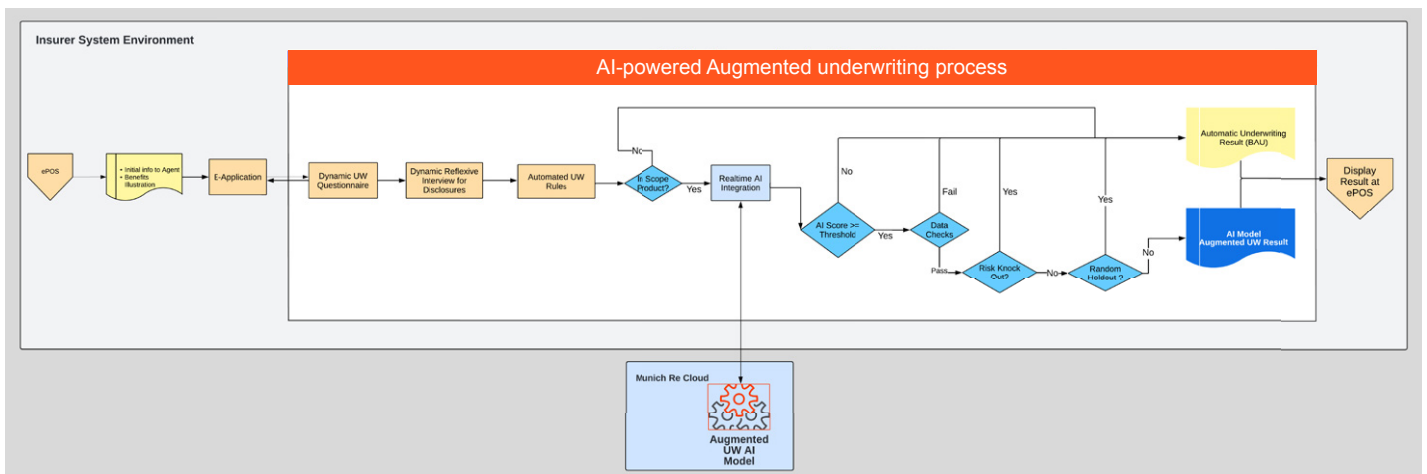 Insurer System Environment
AI-powered Augmented underwriting process
ePOS
• Initial info to Agent
• Benefits
Illustration
E-Application
Dynamic UW
Questionnaire
Dynamic Reflexive
Interview for
Disclosures
Automated UW
Rules
No
In Scope
Product?
Yes
Realtime AI
Integration
No
AI Score >=
Threshold
Yes
Fail
Data
Checks
Pass
Yes
Risk Knock
Out?
No
Yes
Random
Holdout ?
No
Automatic Underwriting
Result (BAU)
AI Model
Augmented UW Result
Display
Result at
ePOS
Munich Re Cloud
Augmented
UW AI
Model